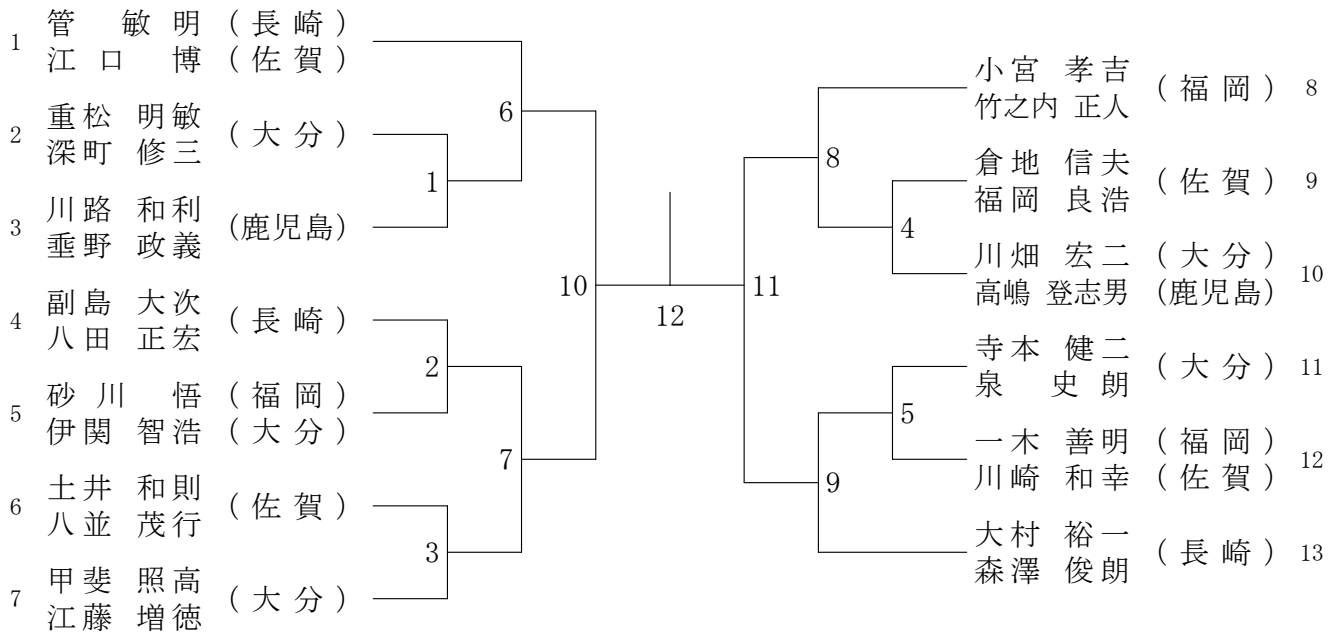 1 管 敏明 (長崎)
江口 博 (佐賀)
2 重松 明敏 (大分)
深町 修三
3 川路 和利 (鹿児島)
垂野 政義
4 副島 大次 (長崎)
八田 正宏
5 砂川 悟 (福岡)
伊関 智浩 (大分)
6 土井 和則 (佐賀)
八並 茂行
7 甲斐 照高 (大分)
江藤 増徳
6
1
2
7
3
10
12
11
8
4
5
9
小宮 孝吉 (福岡) 8
竹之内 正人
倉地 信夫 (佐賀) 9
福岡 良浩
川畑 宏二 (大分) 10
高嶋 登志男 (鹿児島)
寺本 健二 (大分) 11
泉 史朗
一木 善明 (福岡) 12
川崎 和幸 (佐賀)
大村 裕一 (長崎) 13
森澤 俊朗